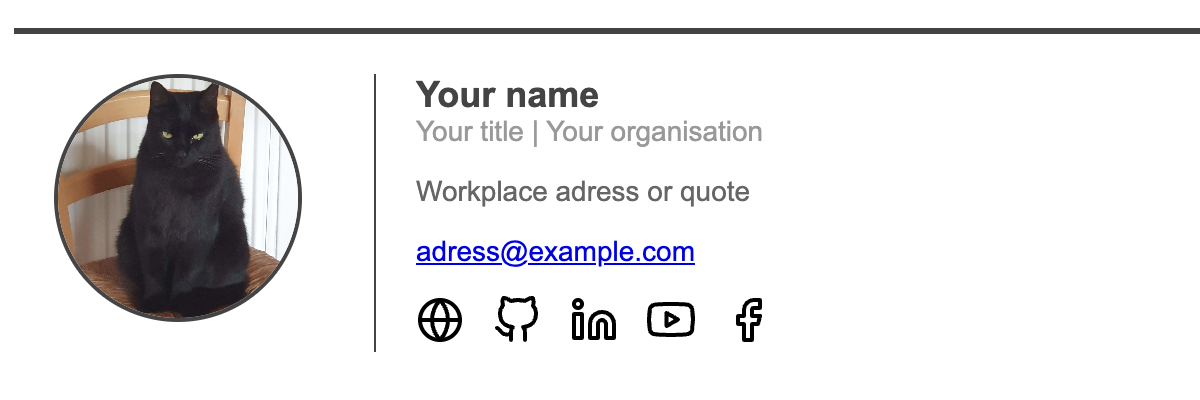 Your name
Your title | Your organisation
Workplace adress or quote
adress@example.com